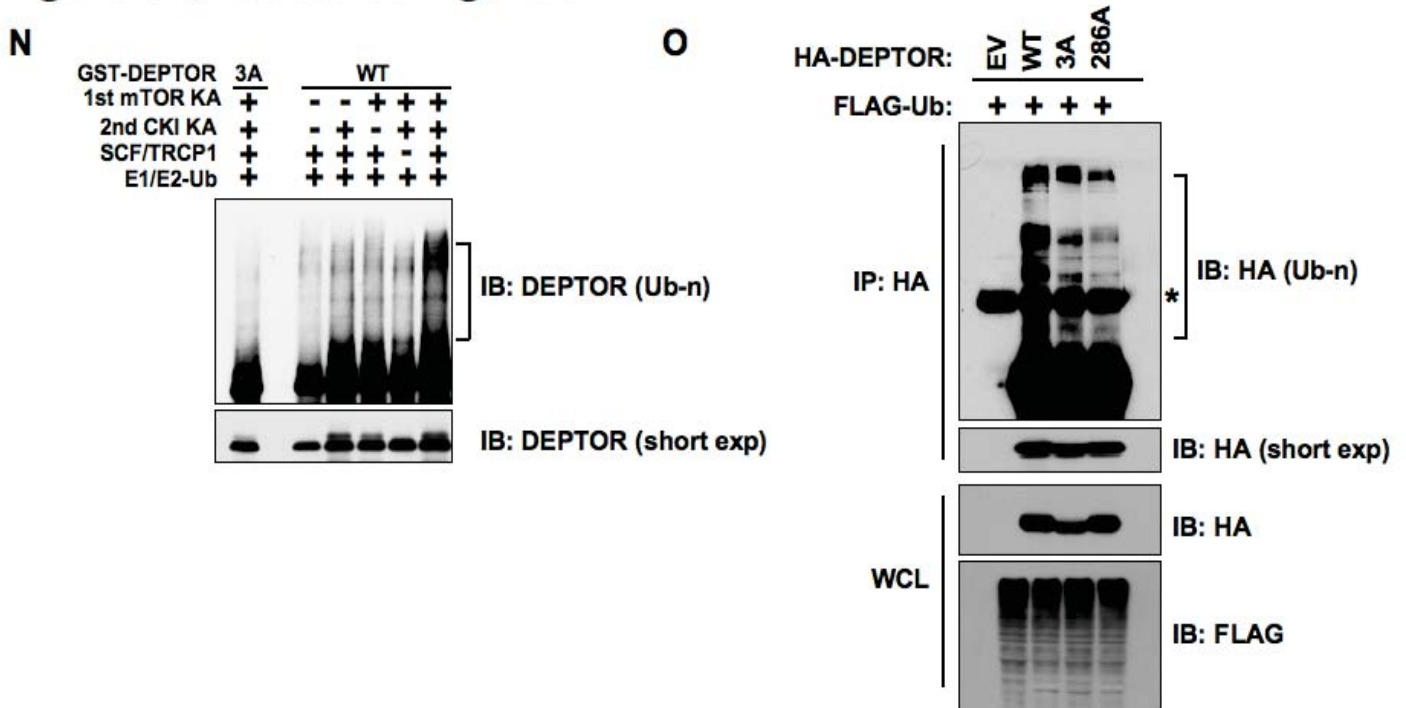 N
GST-DEPTOR 3A WT
1st mTOR KA + - - + + +
2nd CKI KA + - + - + +
SCF/TRCP1 + + + + - +
E1/E2-Ub + + + + + +
IB: DEPTOR (Ub-n)
IB: DEPTOR (short exp)
O
HA-DEPTOR: EV WT 3A 286A
FLAG-Ub: + + + +
IP: HA
* IB: HA (Ub-n)
IB: HA (short exp)
WCL
IB: HA
IB: FLAG